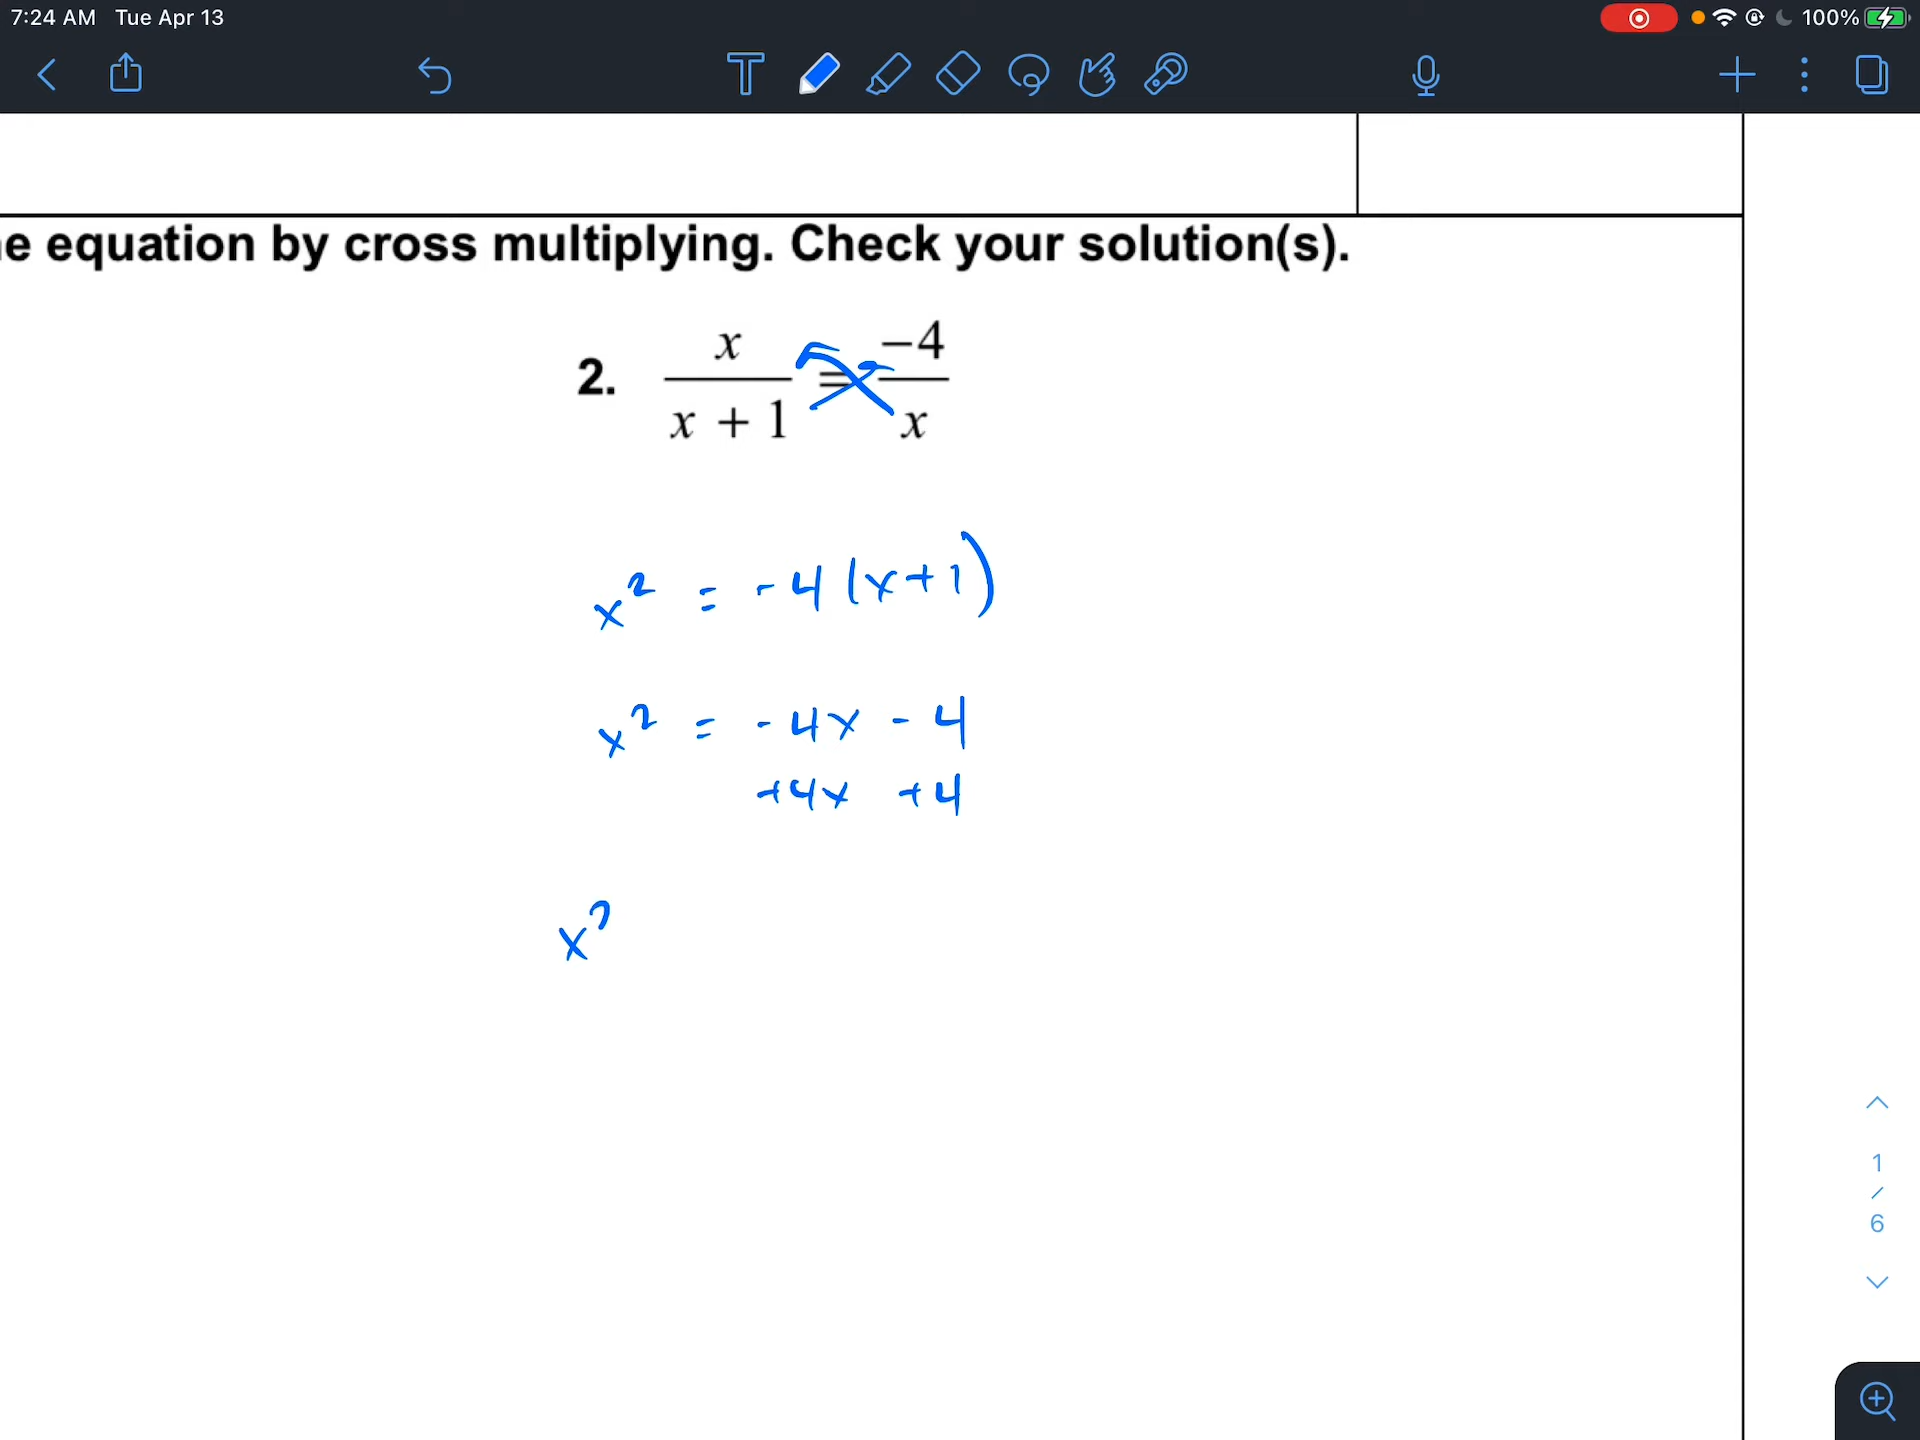 7:24 AM Tue Apr 13
100%
e equation by cross multiplying. Check your solution(s).
2. x / (x + 1) = -4 / x
x² = -4(x+1)
x² = -4x - 4
+4x +4
x²
1
/
6